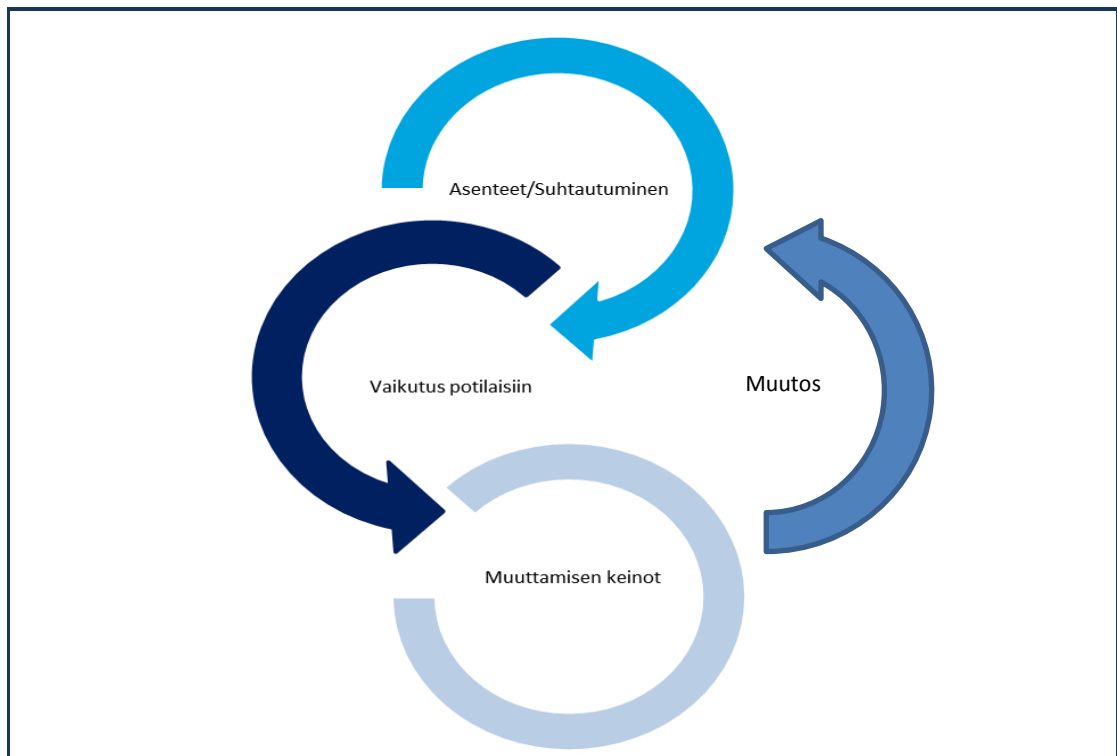 Asenteet/Suhtautuminen
Vaikutus potilaisiin
Muutos
Muuttamisen keinot